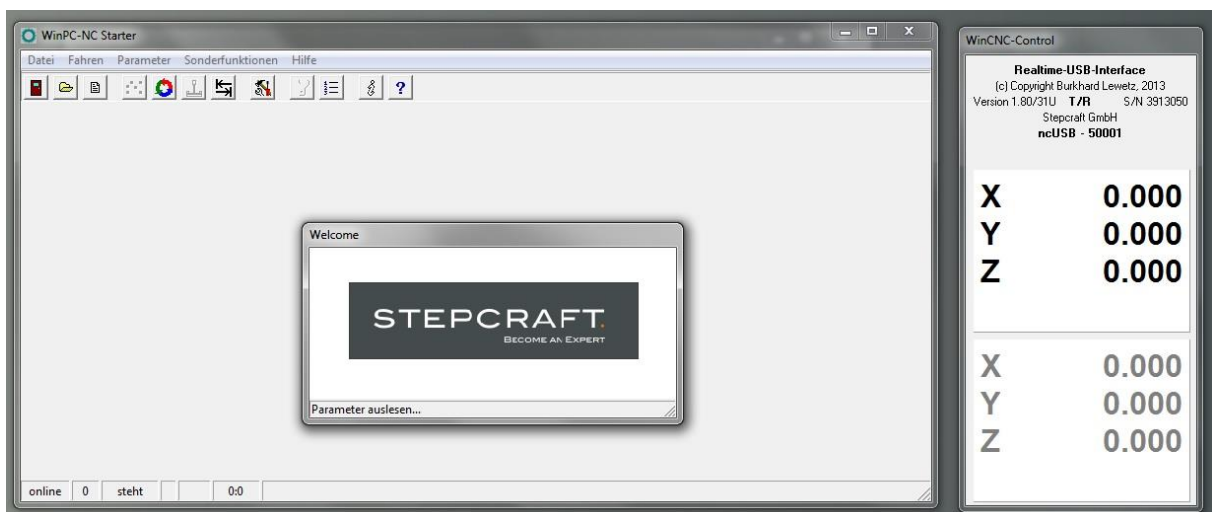 WinPC-NC Starter
Datei Fahren Parameter Sonderfunktionen Hilfe
?
Welcome
STEPCRAFT.
BECOME AN EXPERT
Parameter auslesen...
online 0 steht 0:0
WinCNC-Control
Realtime-USB-Interface
(c) Copyright Burkhard Lewetz, 2013
Version 1.80/31U T/R S/N 3913050
Stepcraft GmbH
ncUSB - 50001
X 0.000
Y 0.000
Z 0.000
X 0.000
Y 0.000
Z 0.000